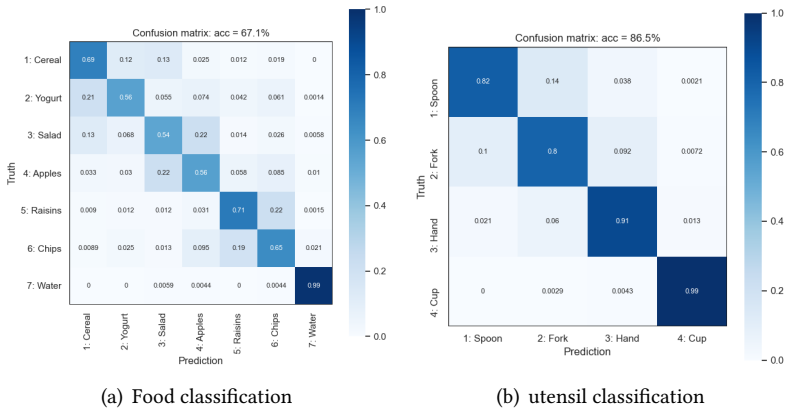 Confusion matrix: acc = 67.1%
Truth
1: Cereal 0.69 0.12 0.13 0.025 0.012 0.019 0
2: Yogurt 0.21 0.56 0.055 0.074 0.042 0.061 0.0014
3: Salad 0.13 0.068 0.54 0.22 0.014 0.026 0.0058
4: Apples 0.033 0.03 0.22 0.56 0.058 0.085 0.01
5: Raisins 0.009 0.012 0.012 0.031 0.71 0.22 0.0015
6: Chips 0.0089 0.025 0.013 0.095 0.19 0.65 0.021
7: Water 0 0 0.0059 0.0044 0 0.0044 0.99
1: Cereal 2: Yogurt 3: Salad 4: Apples 5: Raisins 6: Chips 7: Water
Prediction
1.0
0.8
0.6
0.4
0.2
0.0
(a) Food classification
Confusion matrix: acc = 86.5%
Truth
1: Spoon 0.82 0.14 0.038 0.0021
2: Fork 0.1 0.8 0.092 0.0072
3: Hand 0.021 0.06 0.91 0.013
4: Cup 0 0.0029 0.0043 0.99
1: Spoon 2: Fork 3: Hand 4: Cup
Prediction
1.0
0.8
0.6
0.4
0.2
0.0
(b) utensil classification